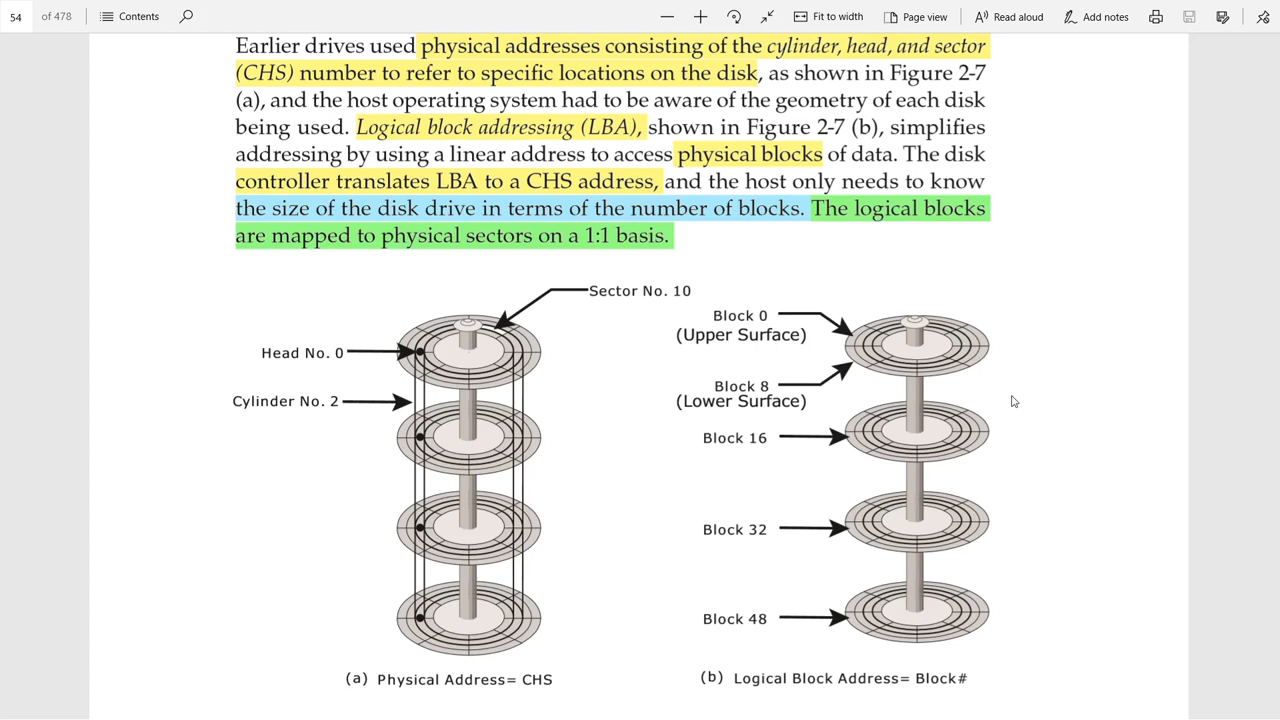 54 of 478 Contents Fit to width Page view Read aloud Add notes
Earlier drives used physical addresses consisting of the cylinder, head, and sector
(CHS) number to refer to specific locations on the disk, as shown in Figure 2-7
(a), and the host operating system had to be aware of the geometry of each disk
being used. Logical block addressing (LBA), shown in Figure 2-7 (b), simplifies
addressing by using a linear address to access physical blocks of data. The disk
controller translates LBA to a CHS address, and the host only needs to know
the size of the disk drive in terms of the number of blocks. The logical blocks
are mapped to physical sectors on a 1:1 basis.
Sector No. 10
Head No. 0
Cylinder No. 2
(a) Physical Address= CHS
Block 0
(Upper Surface)
Block 8
(Lower Surface)
Block 16
Block 32
Block 48
(b) Logical Block Address= Block#